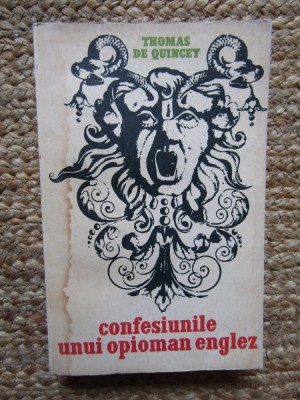 THOMAS
DE QUINCEY
confesiunile
unui opioman englez